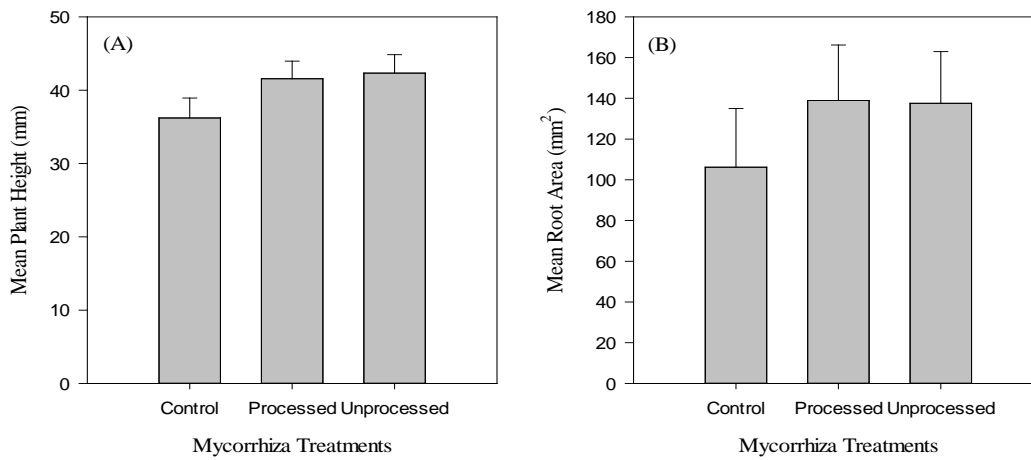 (A)
Mean Plant Height (mm)
50
40
30
20
10
0
Control Processed Unprocessed
Mycorrhiza Treatments
(B)
Mean Root Area (mm²)
180
160
140
120
100
80
60
40
20
0
Control Processed Unprocessed
Mycorrhiza Treatments